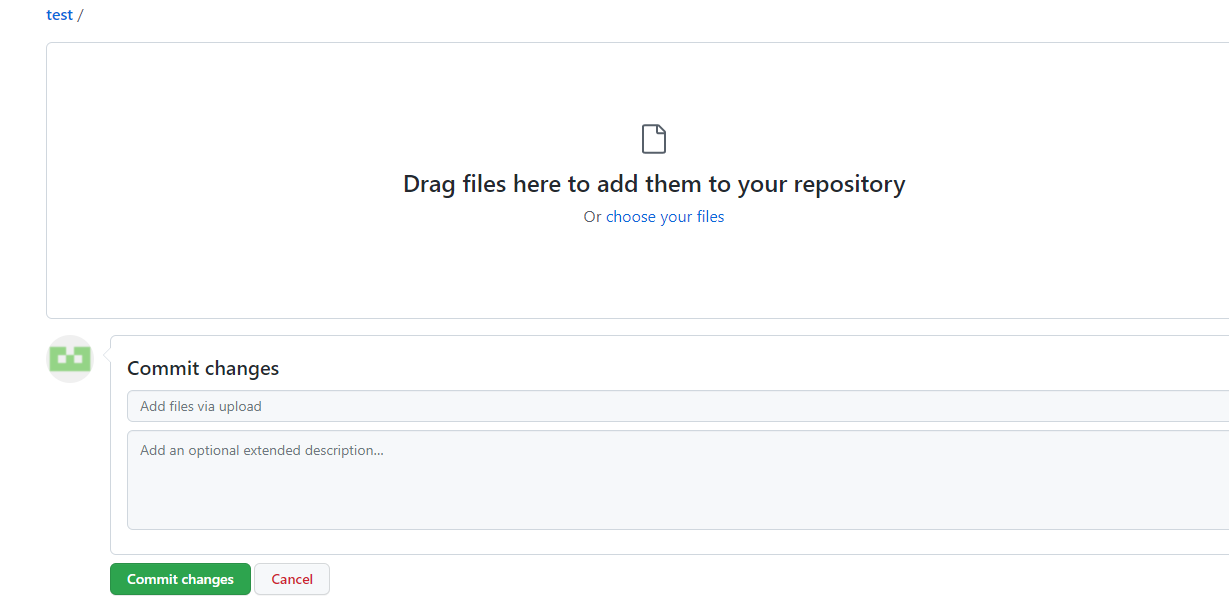 test /
Drag files here to add them to your repository
Or choose your files
Commit changes
Add files via upload
Add an optional extended description...
Commit changes
Cancel